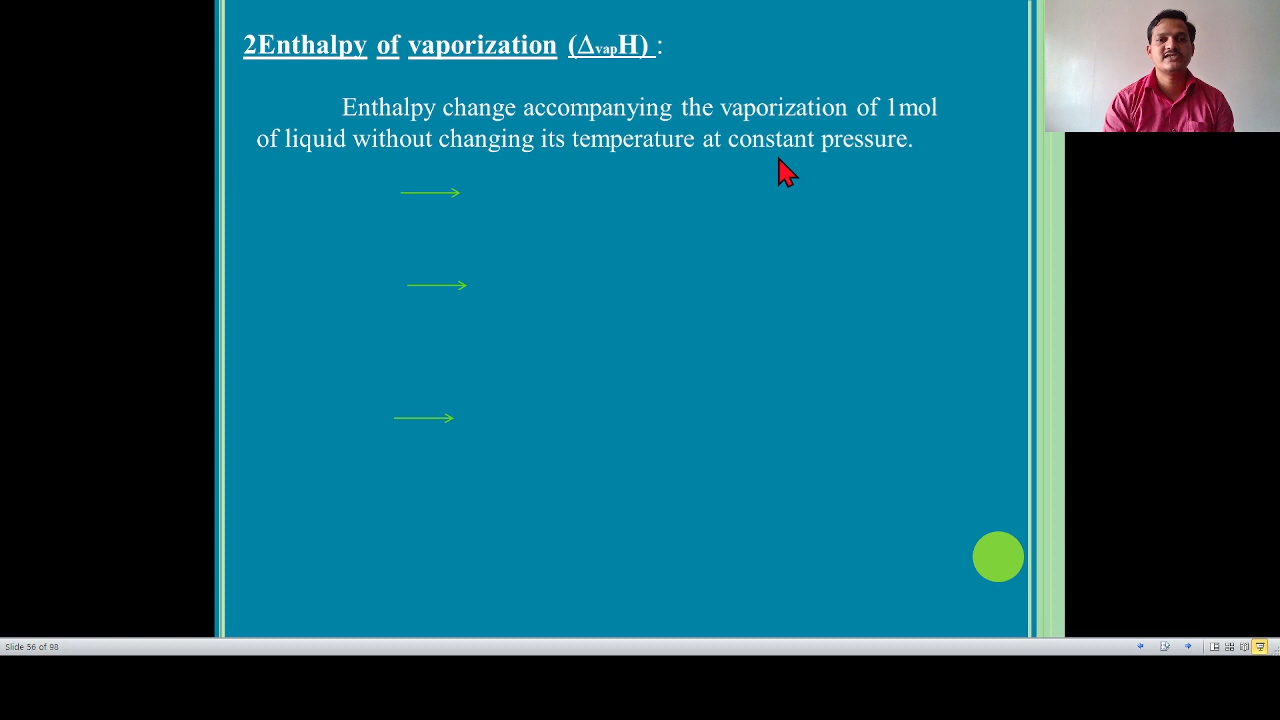 2Enthalpy of vaporization (ΔvapH) :
Enthalpy change accompanying the vaporization of 1mol
of liquid without changing its temperature at constant pressure.
Slide 56 of 98